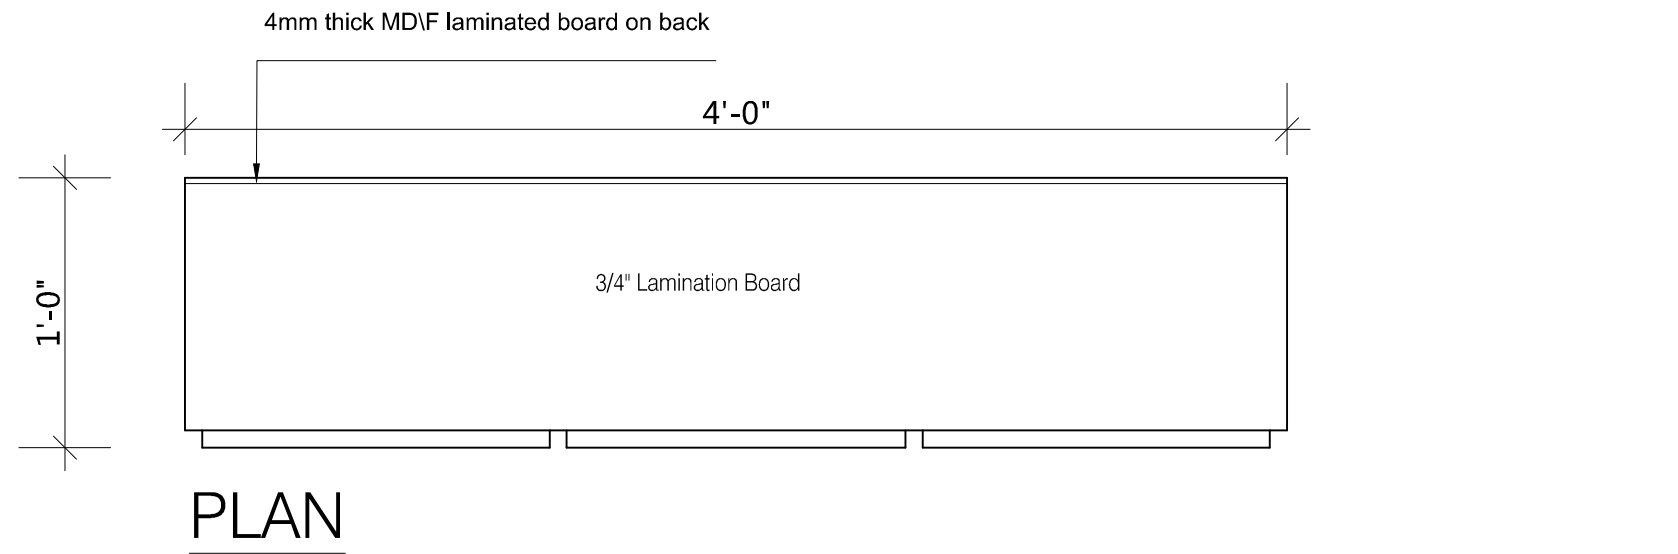 4mm thick MD\F laminated board on back
4'-0"
1'-0"
3/4" Lamination Board
PLAN